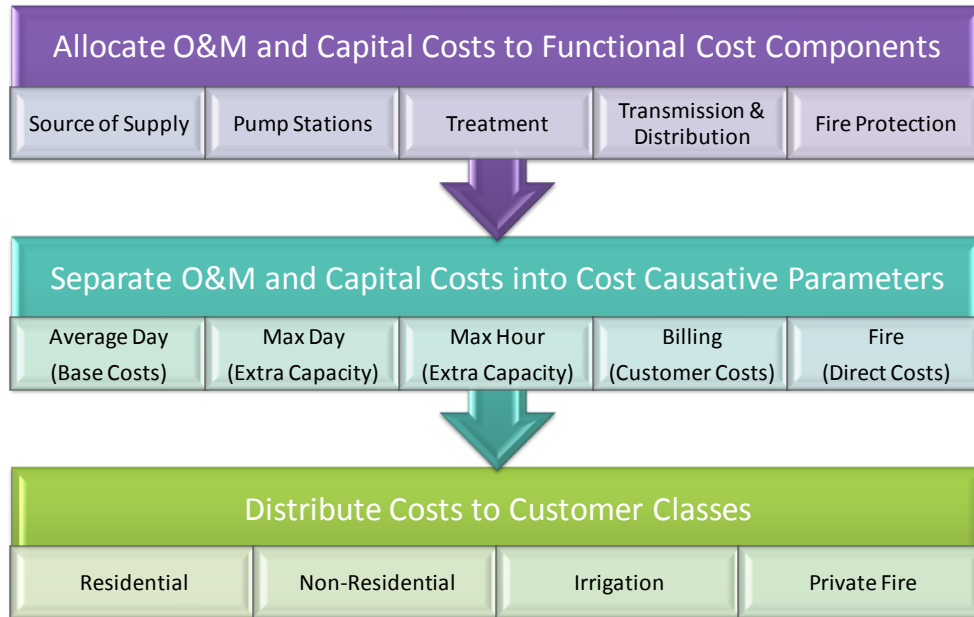 Allocate O&M and Capital Costs to Functional Cost Components
Source of Supply
Pump Stations
Treatment
Transmission &
Distribution
Fire Protection
Separate O&M and Capital Costs into Cost Causative Parameters
Average Day
(Base Costs)
Max Day
(Extra Capacity)
Max Hour
(Extra Capacity)
Billing
(Customer Costs)
Fire
(Direct Costs)
Distribute Costs to Customer Classes
Residential
Non-Residential
Irrigation
Private Fire